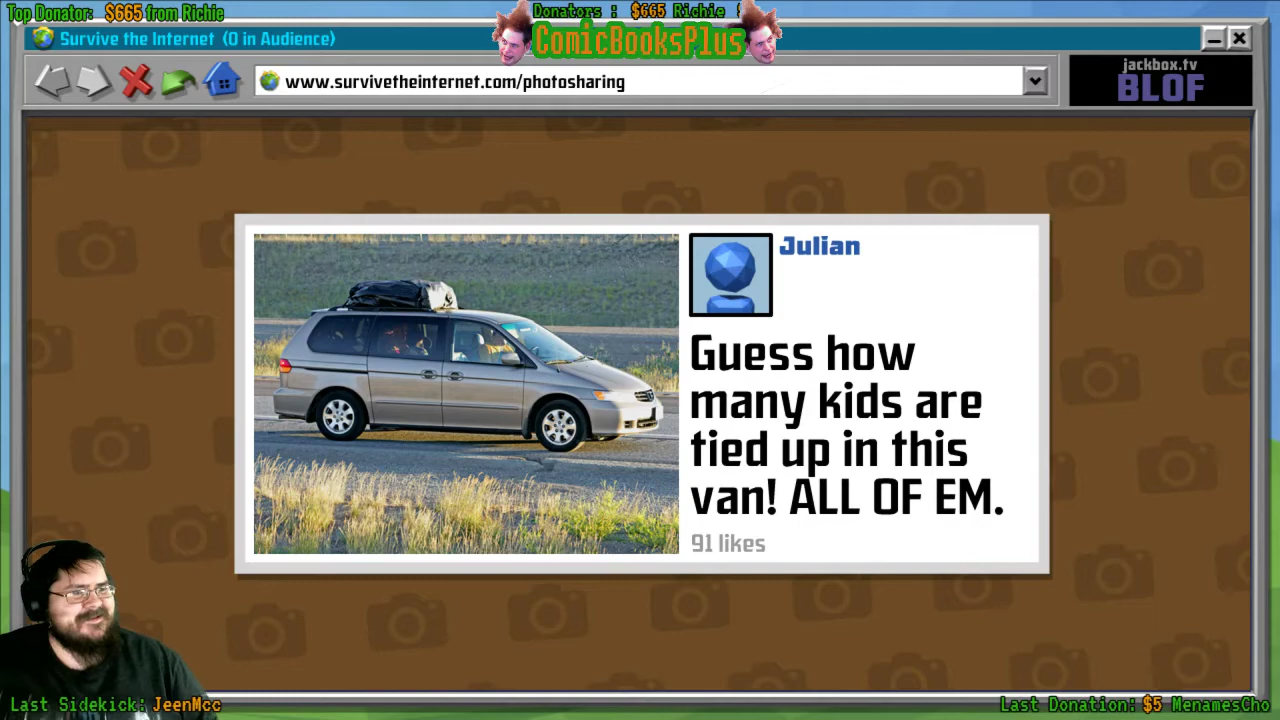 Top Donator: $665 from Richie
Donators : $665 Richie
ComicBooksPlus
Survive the Internet (0 in Audience)
www.survivetheinternet.com/photosharing
jackbox.tv
BLOF
Julian
Guess how
many kids are
tied up in this
van! ALL OF EM.
91 likes
Last Sidekick: JeenMcc
Last Donation: $5 MenamesCho